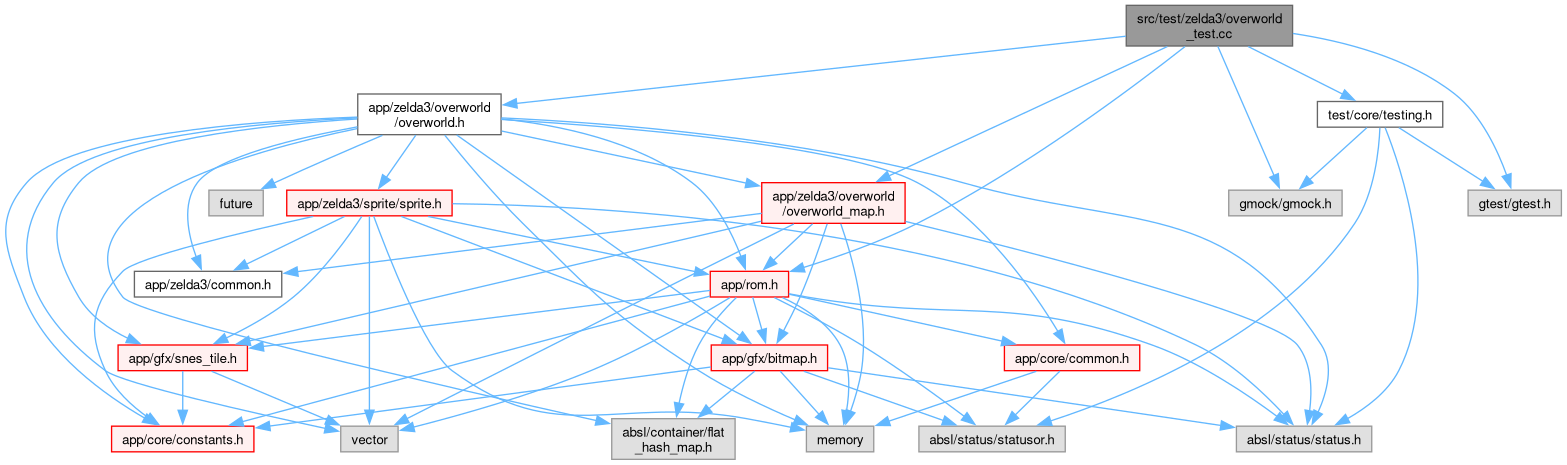 src/test/zelda3/overworld
_test.cc
app/zelda3/overworld
/overworld.h
test/core/testing.h
future
app/zelda3/sprite/sprite.h
app/zelda3/overworld
/overworld_map.h
gmock/gmock.h
gtest/gtest.h
app/zelda3/common.h
app/rom.h
app/gfx/snes_tile.h
app/gfx/bitmap.h
app/core/common.h
app/core/constants.h
vector
absl/container/flat
_hash_map.h
memory
absl/status/statusor.h
absl/status/status.h